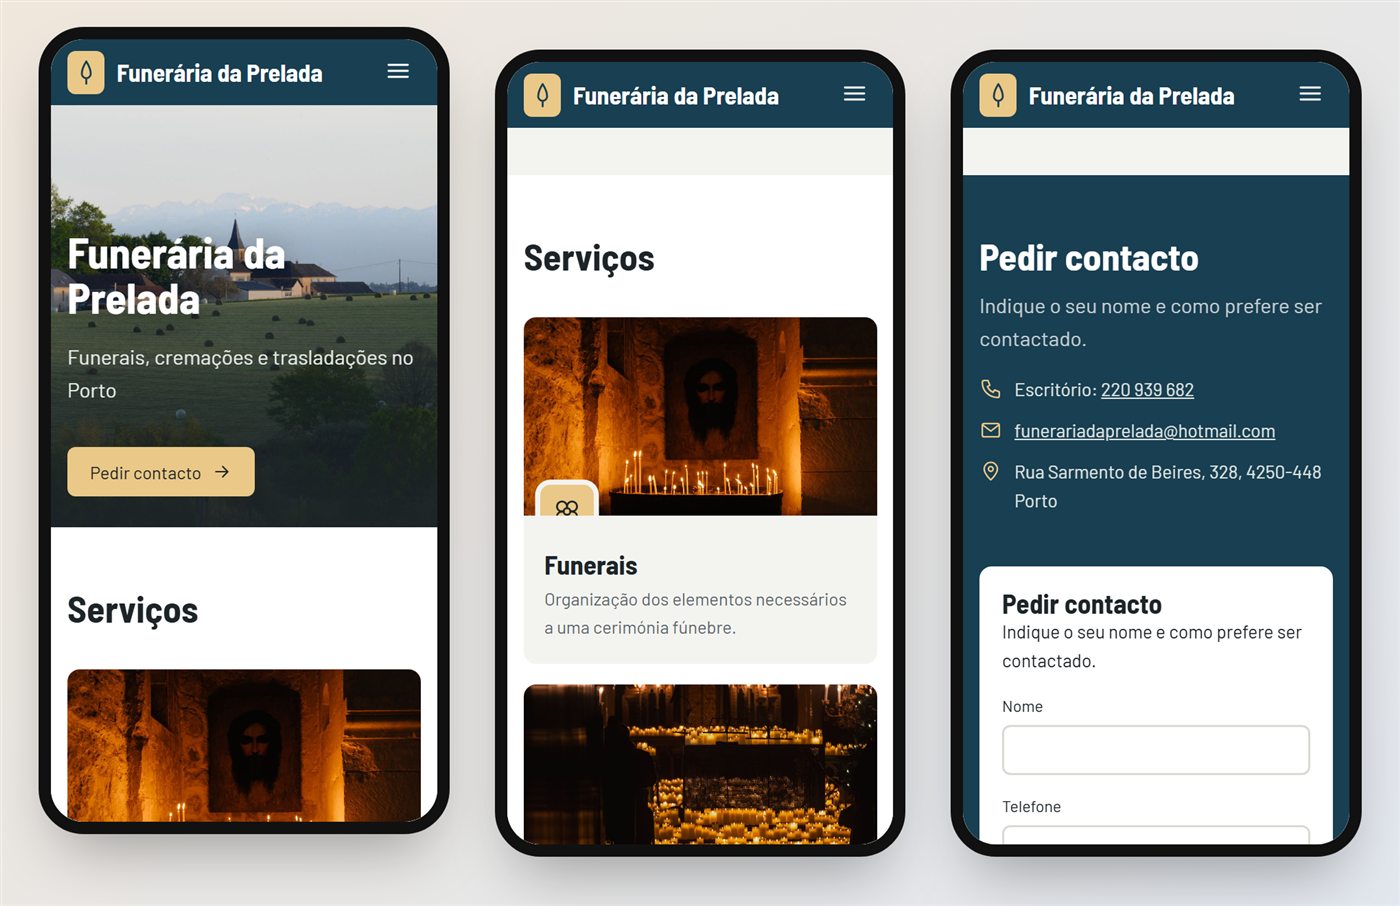 Funerária da Prelada
Funerária da
Prelada
Funerais, cremações e trasladações no
Porto
Pedir contacto
Serviços
Funerária da Prelada
Serviços
Funerais
Organização dos elementos necessários
a uma cerimónia fúnebre.
Funerária da Prelada
Pedir contacto
Indique o seu nome e como prefere ser
contactado.
Escritório: 220 939 682
funerariadaprelada@hotmail.com
Rua Sarmento de Beires, 328, 4250-448
Porto
Pedir contacto
Indique o seu nome e como prefere ser
contactado.
Nome
Telefone